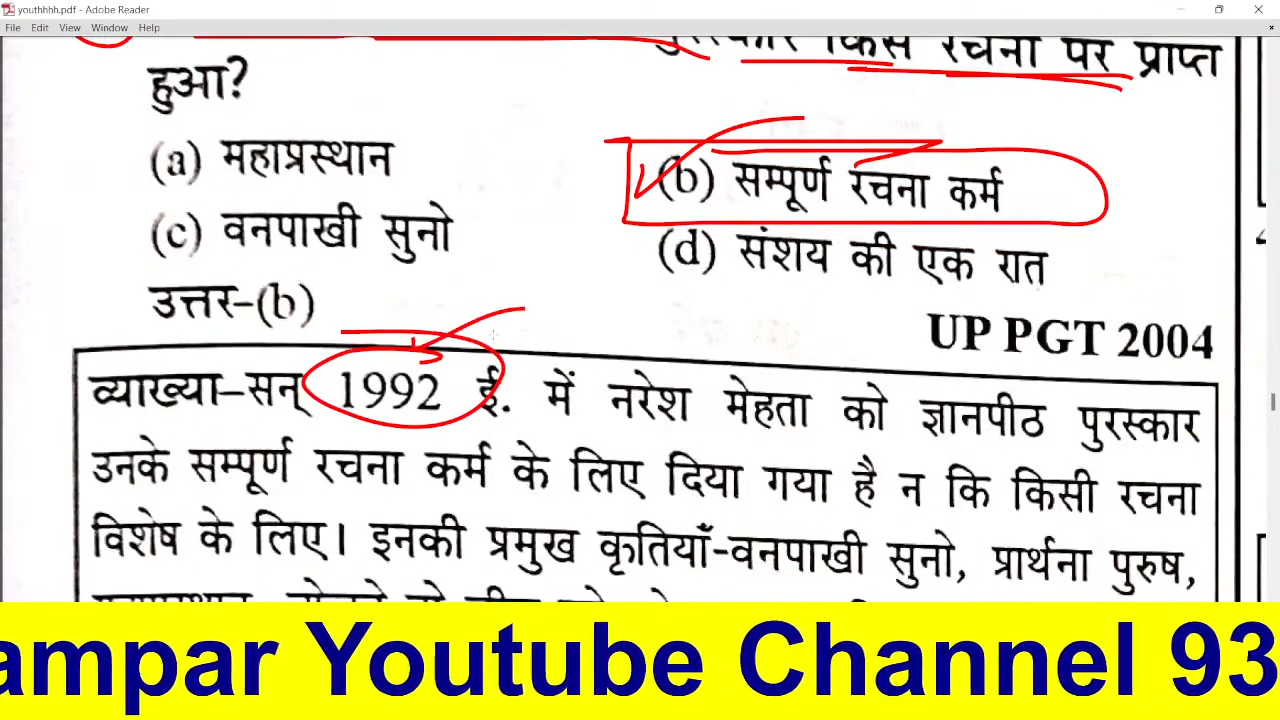 youthhhh.pdf - Adobe Reader
File Edit View Window Help
पुरस्कार किस रचना पर प्राप्त
हुआ?
(a) महाप्रस्थान (b) सम्पूर्ण रचना कर्म
(c) वनपाखी सुनो (d) संशय की एक रात
उत्तर–(b)
UP PGT 2004
व्याख्या–सन् 1992 ई. में नरेश मेहता को ज्ञानपीठ पुरस्कार
उनके सम्पूर्ण रचना कर्म के लिए दिया गया है न कि किसी रचना
विशेष के लिए। इनकी प्रमुख कृतियाँ-वनपाखी सुनो, प्रार्थना पुरुष,
ampar Youtube Channel 93